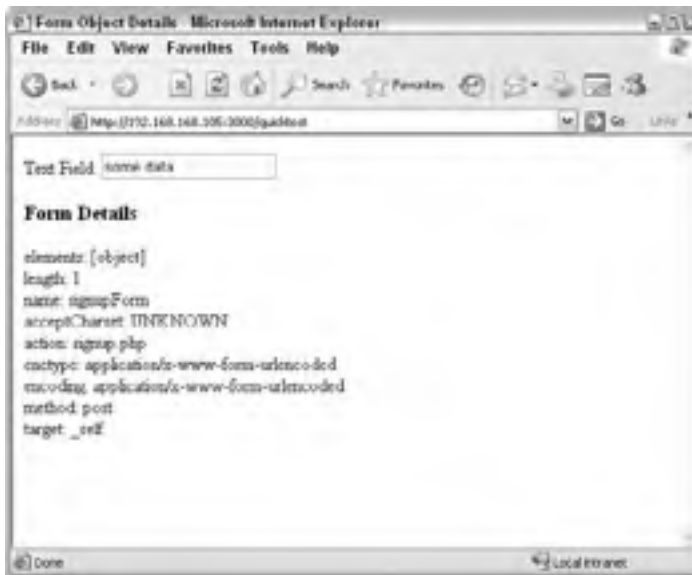 Form Object Details Microsoft Internet Explorer
File Edit View Favorites Tools Help
Back Search Favorites
Address Go Links
Text Field: some data
Form Details
elements: [object]
length: 1
name: signupForm
acceptCharset: UNKNOWN
action: signup.php
enctype: application/x-www-form-urlencoded
encoding: application/x-www-form-urlencoded
method: post
target: _self
Done Local intranet